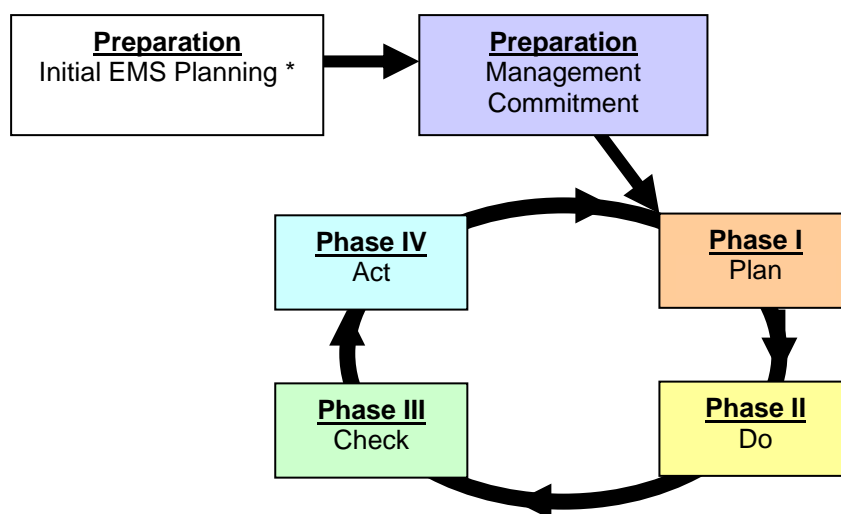 Preparation
Initial EMS Planning *
Preparation
Management
Commitment
Phase IV
Act
Phase I
Plan
Phase III
Check
Phase II
Do